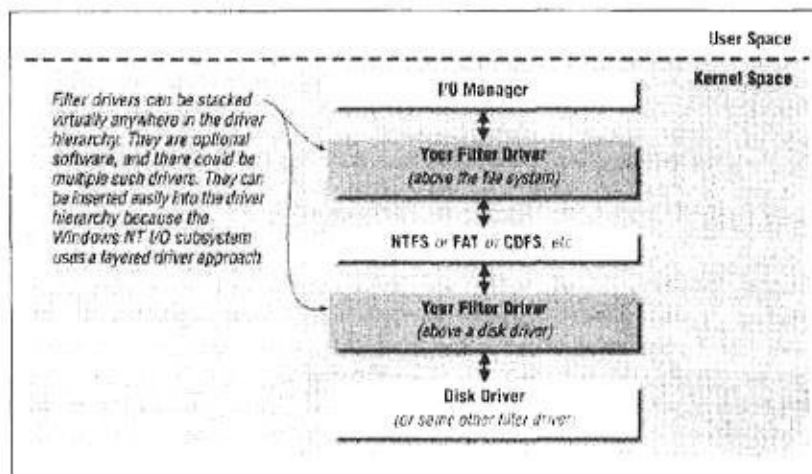 User Space
Kernel Space
I/O Manager
Filter drivers can be stacked
virtually anywhere in the driver
hierarchy. They are optional
software, and there could be
multiple such drivers. They can
be inserted easily into the driver
hierarchy because the
Windows NT I/O subsystem
uses a layered driver approach
Your Filter Driver
(above the file system)
NTFS or FAT or CDFS, etc
Your Filter Driver
(above a disk driver)
Disk Driver
(or some other filter driver)